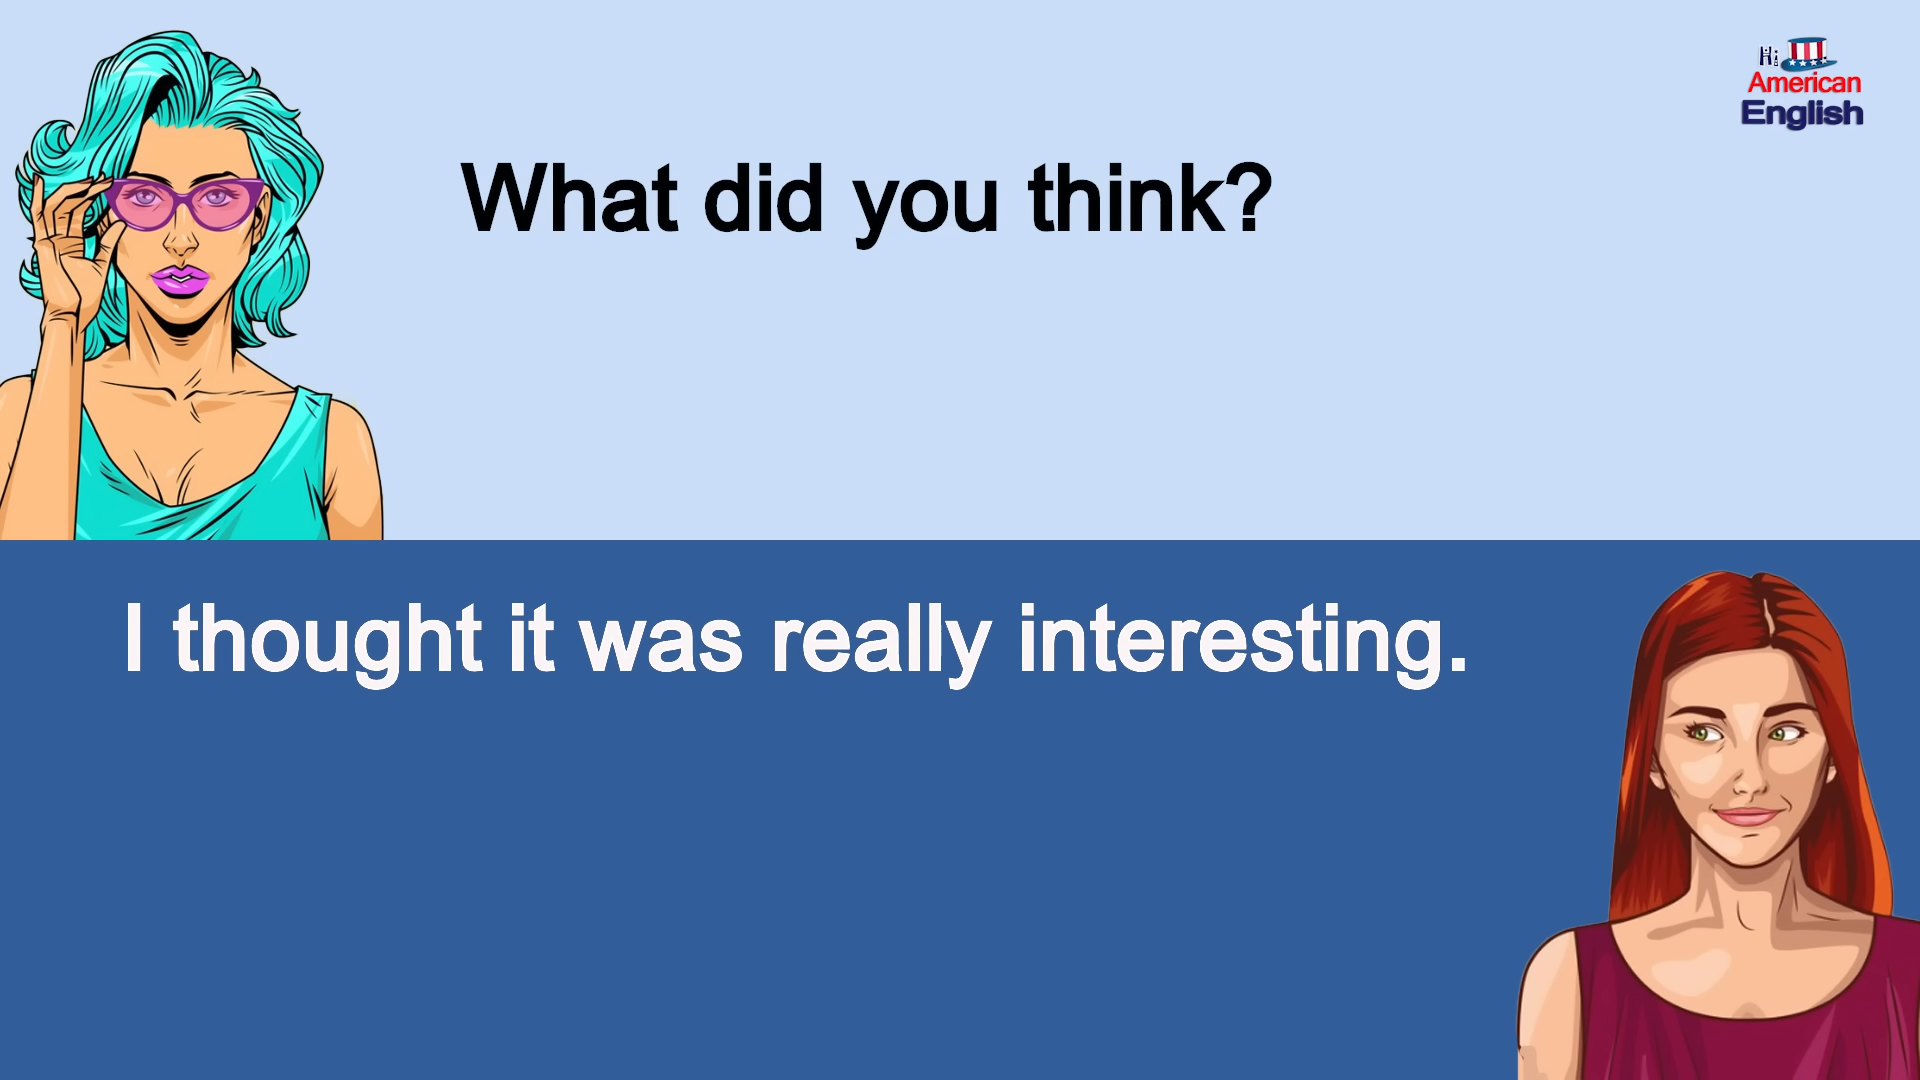 Hi
American
English
What did you think?
I thought it was really interesting.